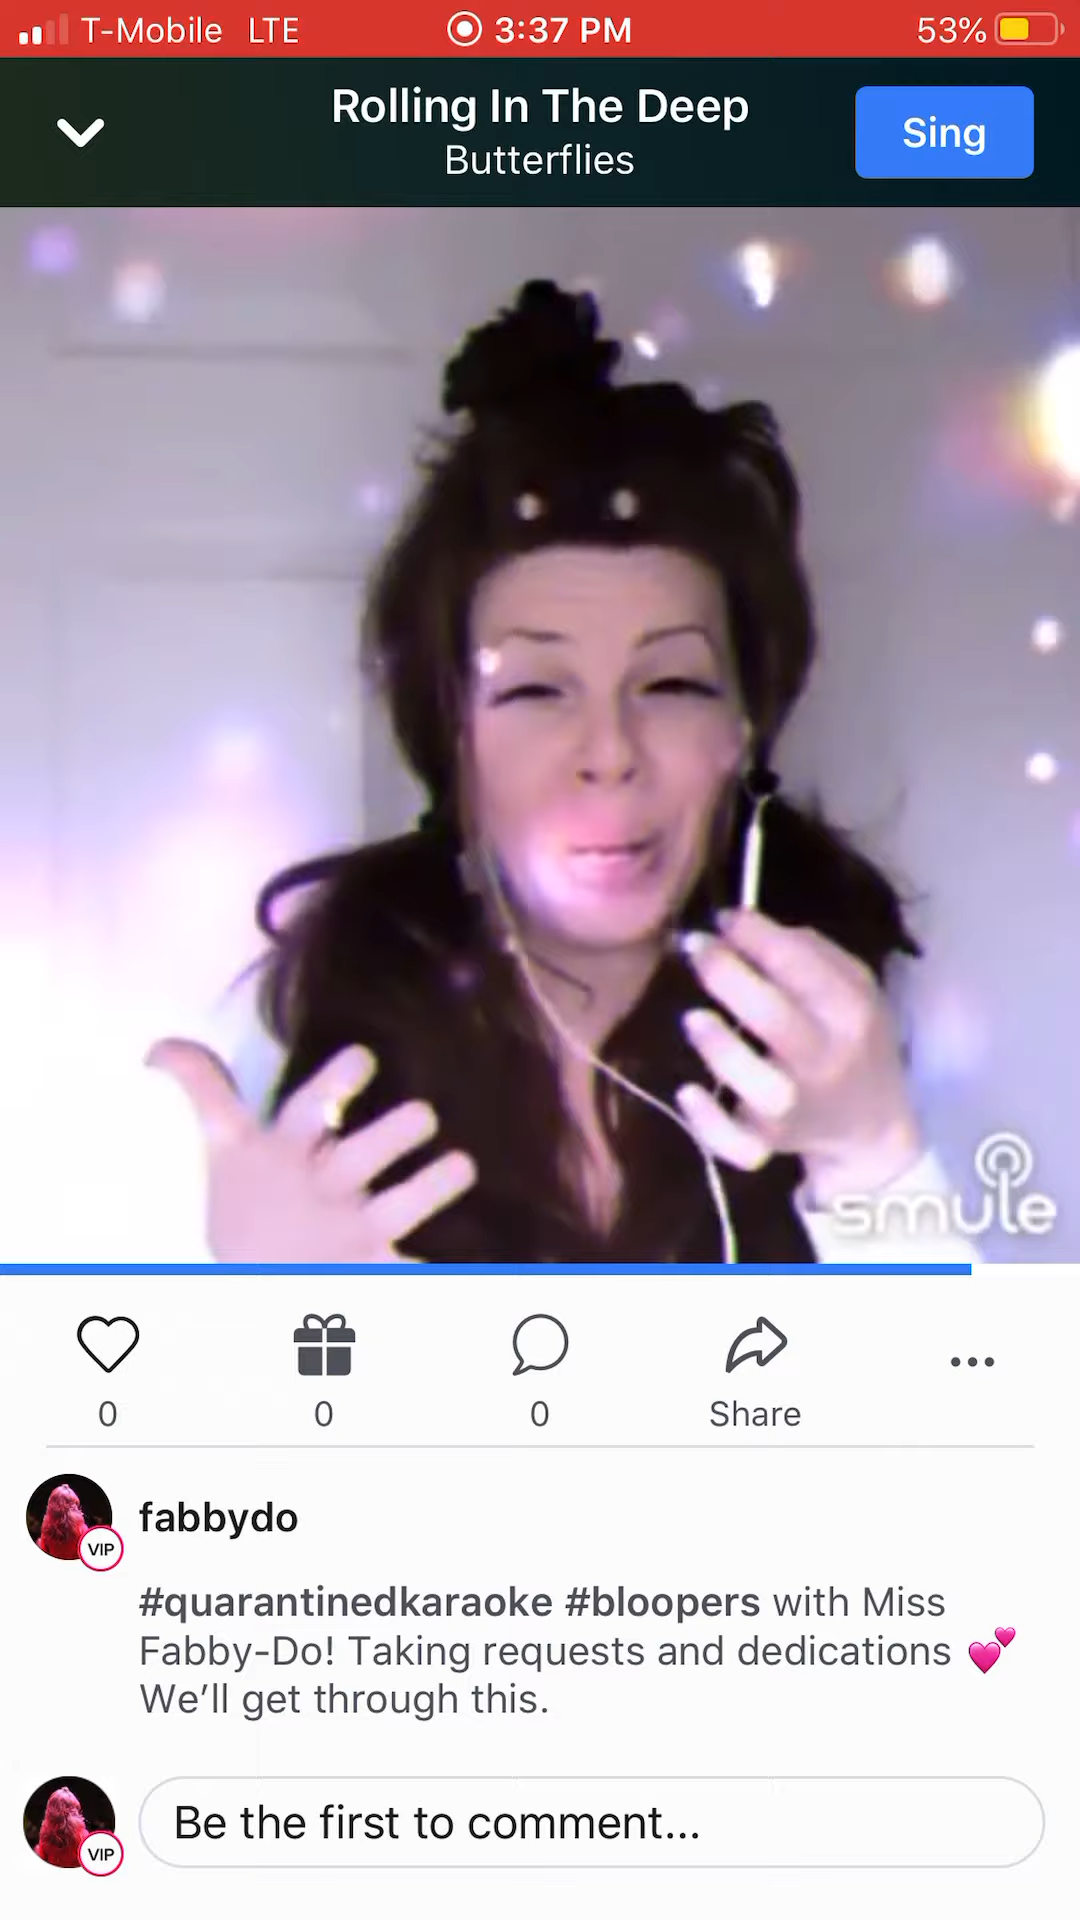 T-Mobile LTE 3:37 PM 53%
Rolling In The Deep
Butterflies
Sing
smule
0 0 0 Share
fabbydo
VIP
#quarantinedkaraoke #bloopers with Miss
Fabby-Do! Taking requests and dedications 💕
We’ll get through this.
Be the first to comment...
VIP